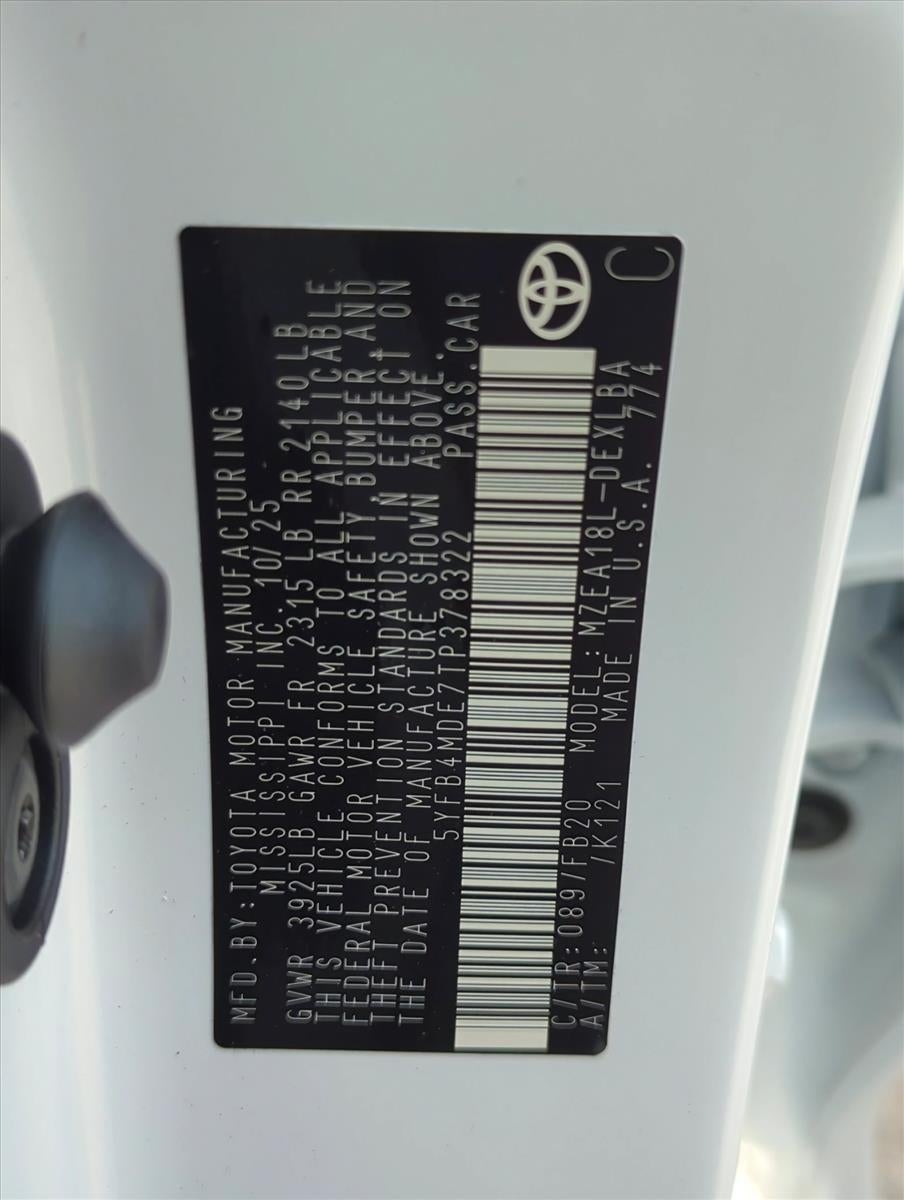 MFD.BY:TOYOTA MOTOR MANUFACTURING
MISSISSIPPI INC. 10/25
GVWR 3925LB GAWR FR 2315 LB RR 2140LB
THIS VEHICLE CONFORMS TO ALL APPLICABLE
FEDERAL MOTOR VEHICLE SAFETY, BUMPER, AND
THEFT PREVENTION STANDARDS IN EFFECT ON
THE DATE OF MANUFACTURE SHOWN ABOVE.
5YFB4MDE7TP378322 PASS.CAR
C/TR: 089/FB20 MODEL: MZEA18L-DEXLBA
A/TM: /K121 MADE IN U.S.A. 774
C